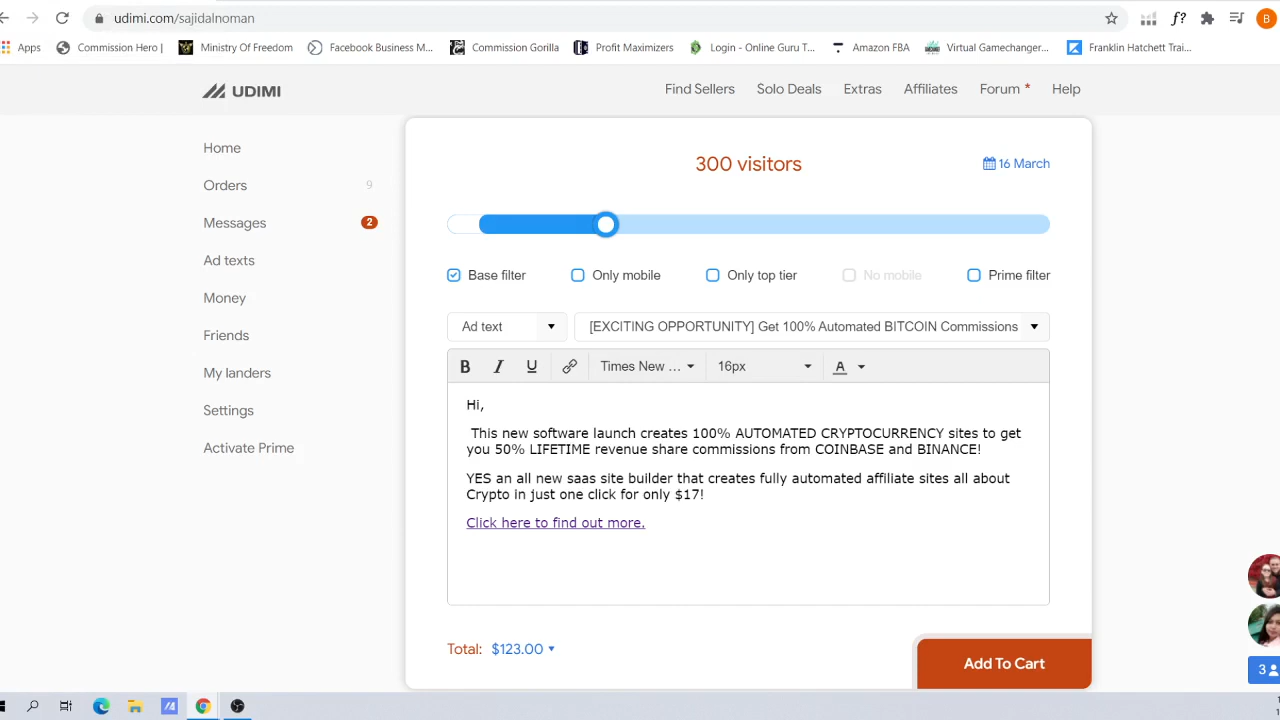 udimi.com/sajidalnoman
f?
B
Apps
Commission Hero |
Ministry Of Freedom
Facebook Business M...
Commission Gorilla
Profit Maximizers
Login - Online Guru T...
Amazon FBA
Virtual Gamechanger...
Franklin Hatchett Trai...
UDIMI
Find Sellers
Solo Deals
Extras
Affiliates
Forum *
Help
Home
Orders 9
Messages 2
Ad texts
Money
Friends
My landers
Settings
Activate Prime
300 visitors
16 March
Base filter
Only mobile
Only top tier
No mobile
Prime filter
Ad text
[EXCITING OPPORTUNITY] Get 100% Automated BITCOIN Commissions
B I U
Times New ...
16px
A
Hi,
This new software launch creates 100% AUTOMATED CRYPTOCURRENCY sites to get
you 50% LIFETIME revenue share commissions from COINBASE and BINANCE!
YES an all new saas site builder that creates fully automated affiliate sites all about
Crypto in just one click for only $17!
Click here to find out more.
Total: $123.00
Add To Cart
3